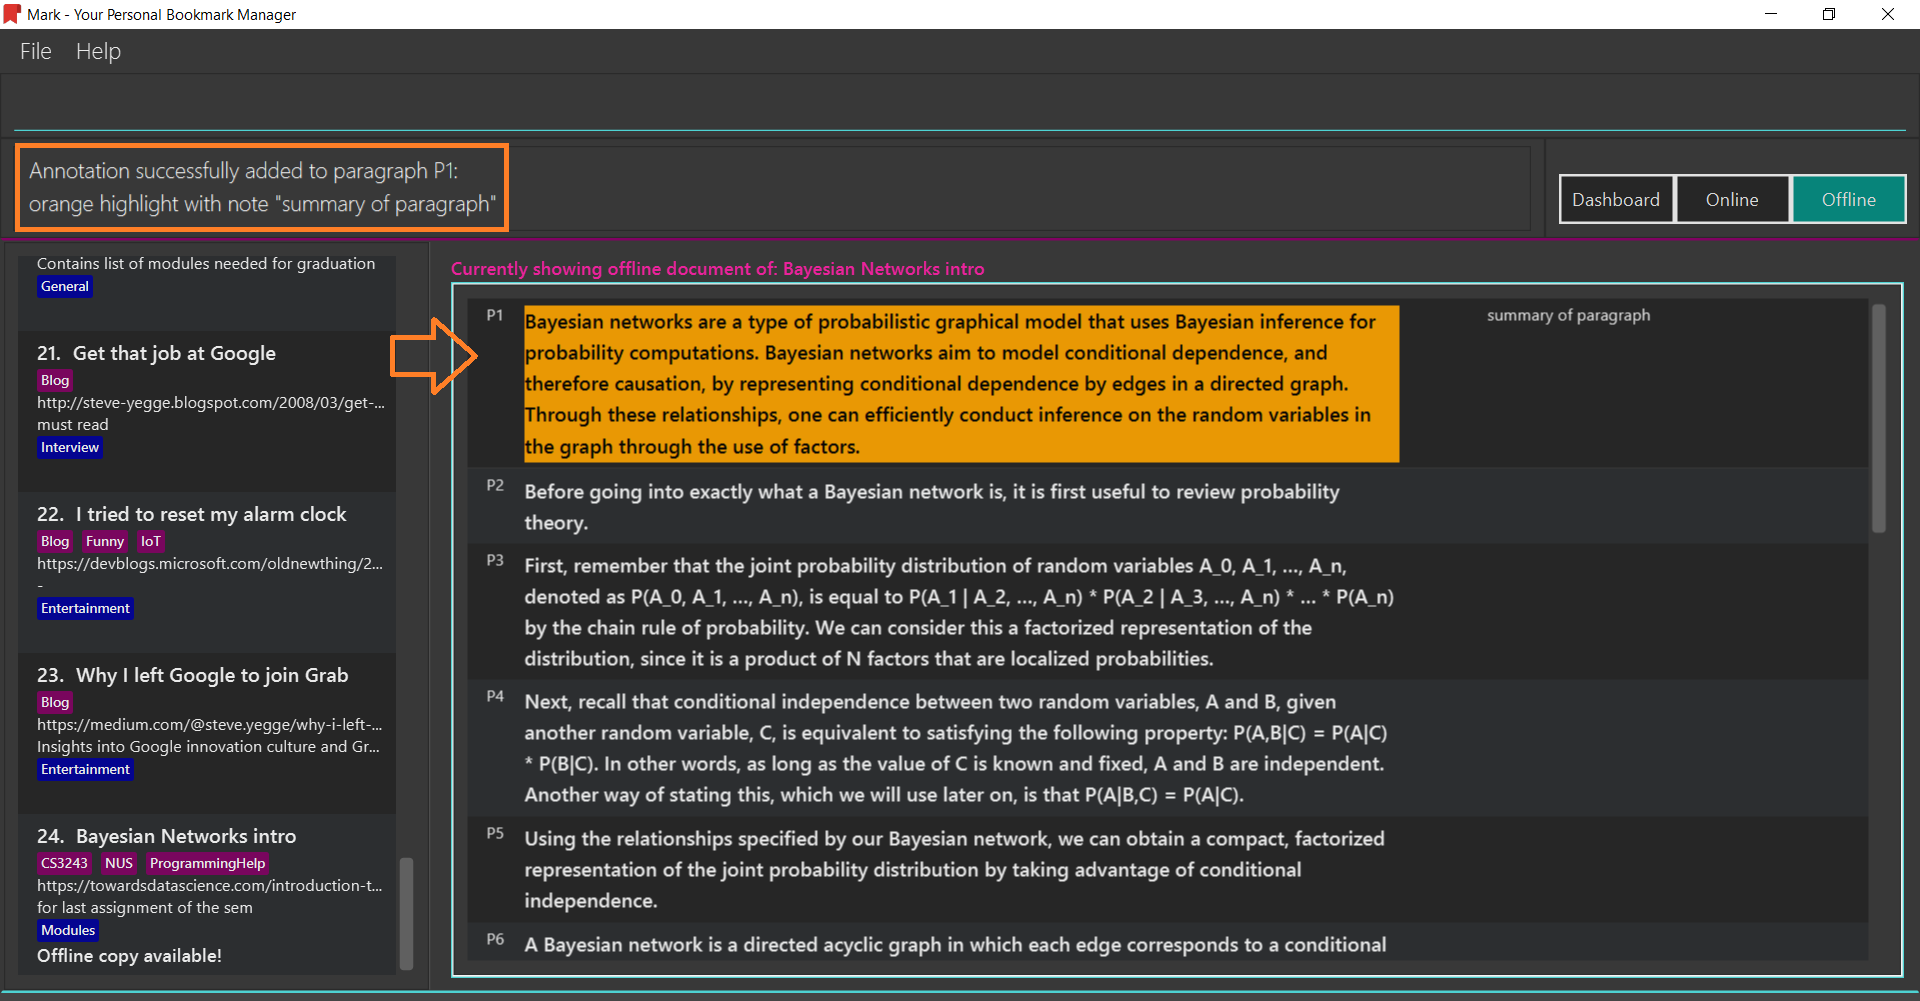 Mark - Your Personal Bookmark Manager
File Help
Annotation successfully added to paragraph P1:
orange highlight with note "summary of paragraph"
Dashboard Online Offline
Contains list of modules needed for graduation
General
21. Get that job at Google
Blog
http://steve-yegge.blogspot.com/2008/03/get-...
must read
Interview
22. I tried to reset my alarm clock
Blog Funny IoT
https://devblogs.microsoft.com/oldnewthing/2...
-
Entertainment
23. Why I left Google to join Grab
Blog
https://medium.com/@steve.yegge/why-i-left-...
Insights into Google innovation culture and Gr...
Entertainment
24. Bayesian Networks intro
CS3243 NUS ProgrammingHelp
https://towardsdatascience.com/introduction-t...
for last assignment of the sem
Modules
Offline copy available!
Currently showing offline document of: Bayesian Networks intro
P1 Bayesian networks are a type of probabilistic graphical model that uses Bayesian inference for summary of paragraph
probability computations. Bayesian networks aim to model conditional dependence, and
therefore causation, by representing conditional dependence by edges in a directed graph.
Through these relationships, one can efficiently conduct inference on the random variables in
the graph through the use of factors.
P2 Before going into exactly what a Bayesian network is, it is first useful to review probability
theory.
P3 First, remember that the joint probability distribution of random variables A_0, A_1, ..., A_n,
denoted as P(A_0, A_1, ..., A_n), is equal to P(A_1 | A_2, ..., A_n) * P(A_2 | A_3, ..., A_n) * ... * P(A_n)
by the chain rule of probability. We can consider this a factorized representation of the
distribution, since it is a product of N factors that are localized probabilities.
P4 Next, recall that conditional independence between two random variables, A and B, given
another random variable, C, is equivalent to satisfying the following property: P(A,B|C) = P(A|C)
* P(B|C). In other words, as long as the value of C is known and fixed, A and B are independent.
Another way of stating this, which we will use later on, is that P(A|B,C) = P(A|C).
P5 Using the relationships specified by our Bayesian network, we can obtain a compact, factorized
representation of the joint probability distribution by taking advantage of conditional
independence.
P6 A Bayesian network is a directed acyclic graph in which each edge corresponds to a conditional